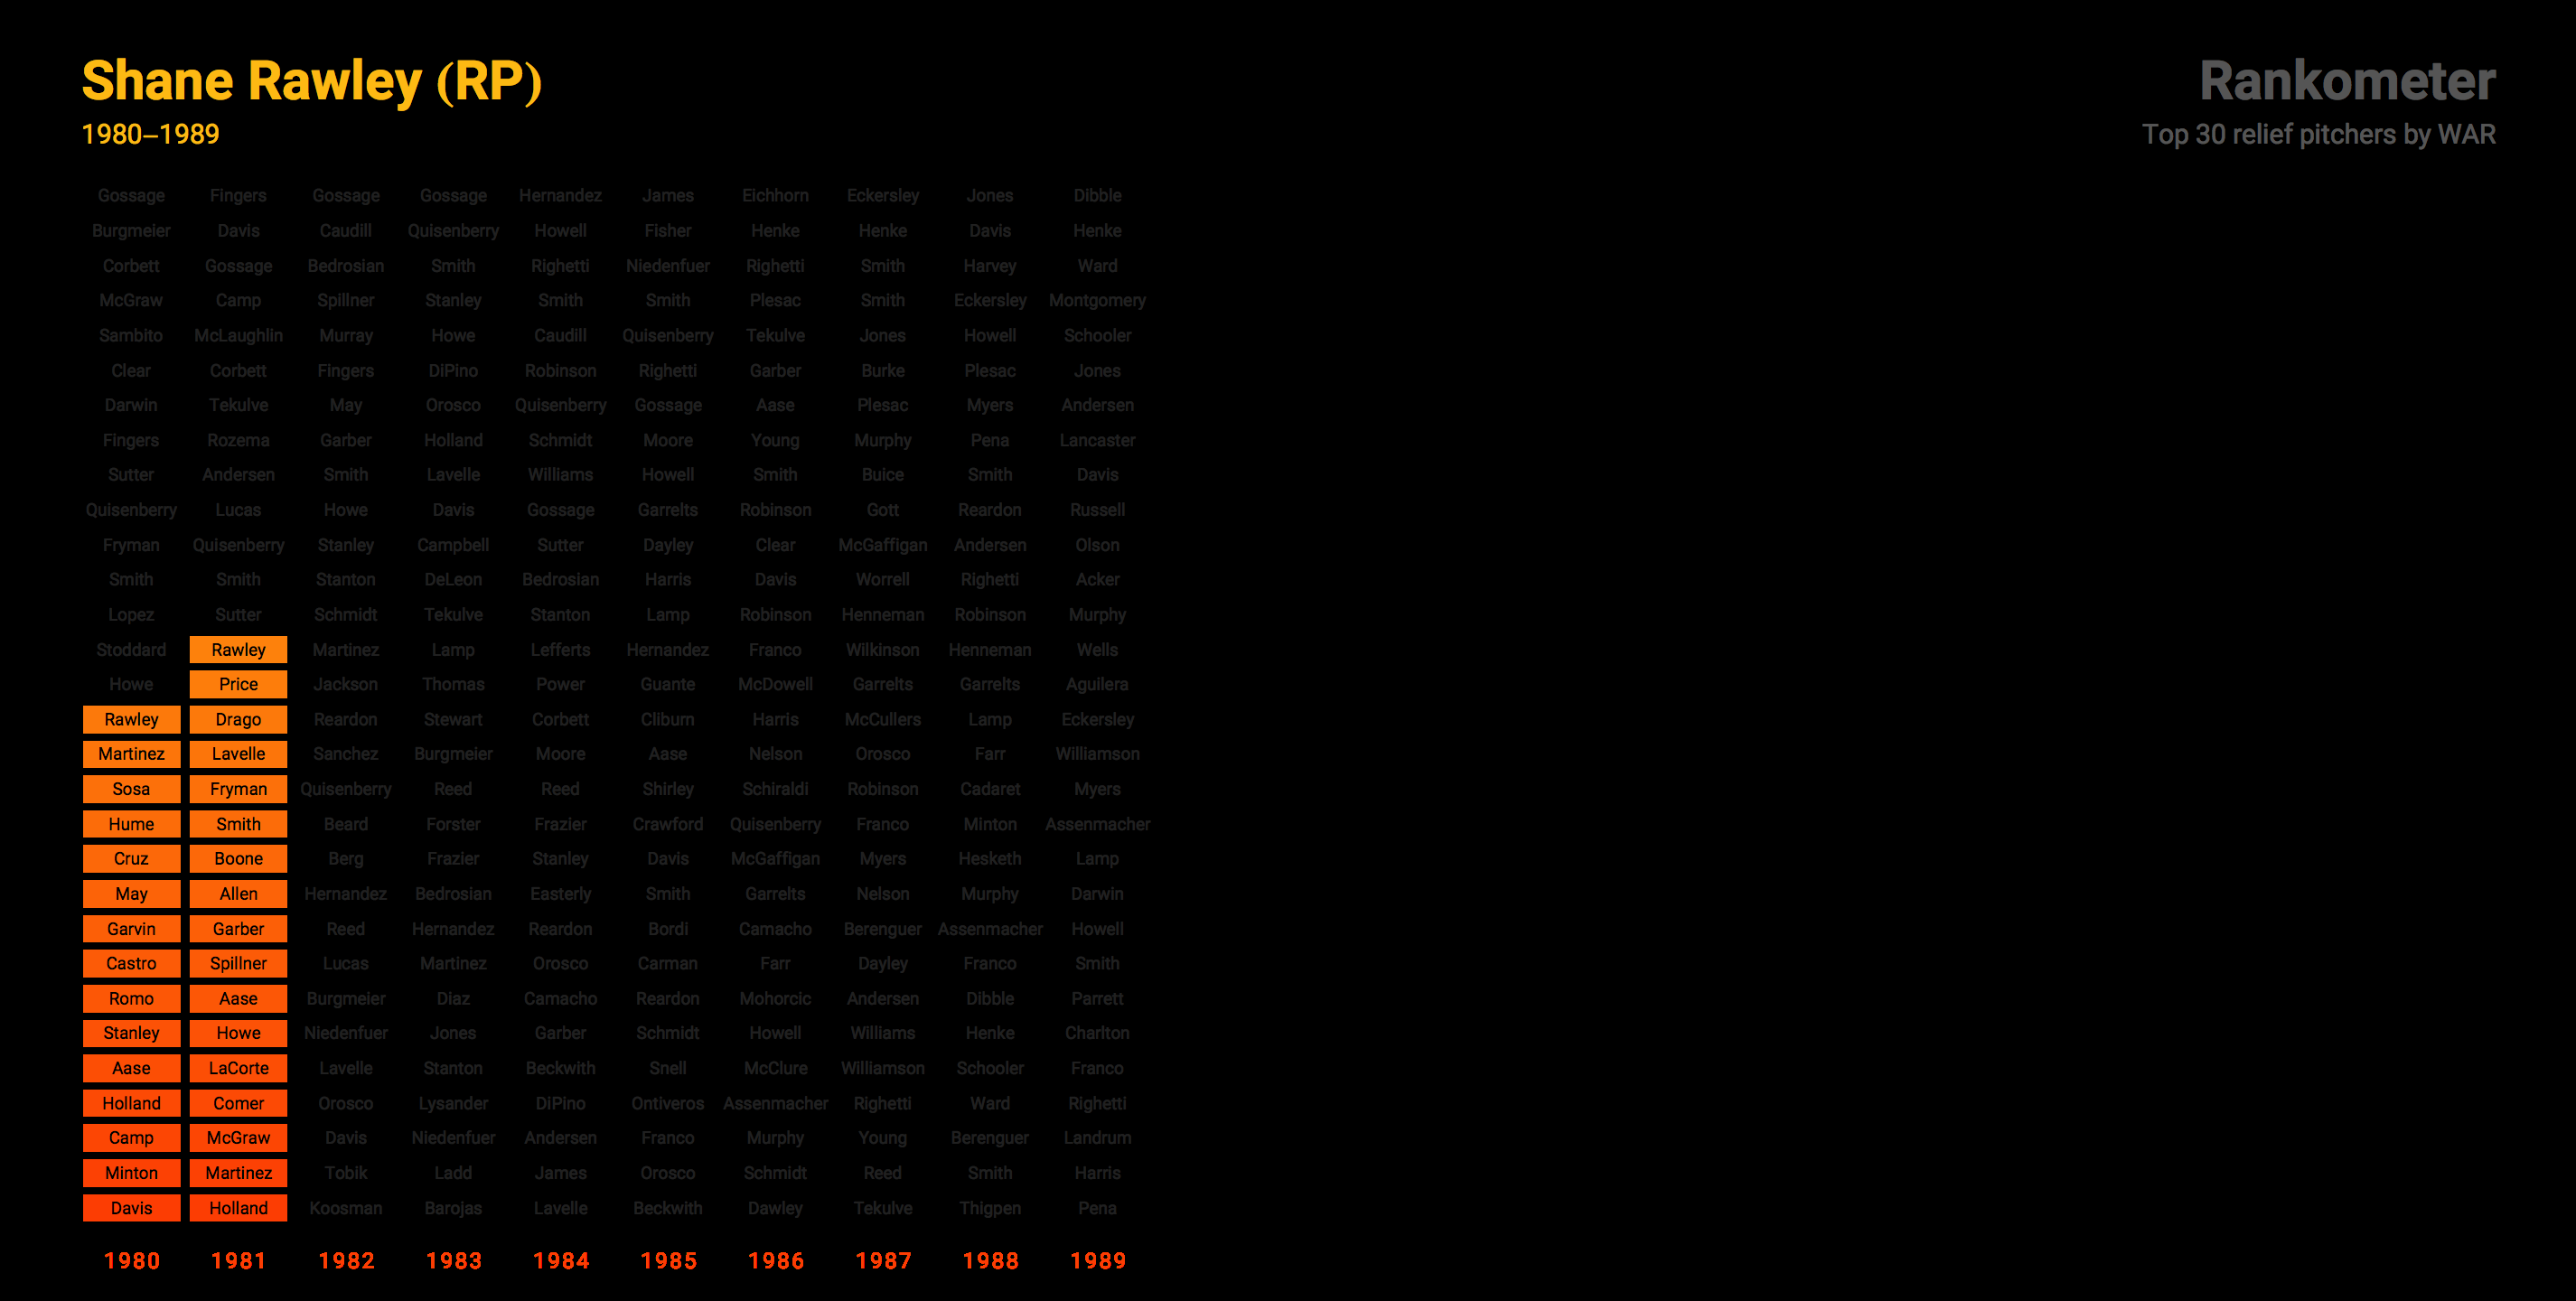 Shane Rawley (RP)
1980–1989
Rankometer
Top 30 relief pitchers by WAR
Gossage Fingers Gossage Gossage Hernandez James Eichhorn Eckersley Jones Dibble
Burgmeier Davis Caudill Quisenberry Howell Fisher Henke Henke Davis Henke
Corbett Gossage Bedrosian Smith Righetti Niedenfuer Righetti Smith Harvey Ward
McGraw Camp Spillner Stanley Smith Smith Plesac Smith Eckersley Montgomery
Sambito McLaughlin Murray Howe Caudill Quisenberry Tekulve Jones Howell Schooler
Clear Corbett Fingers DiPino Robinson Righetti Garber Burke Plesac Jones
Darwin Tekulve May Orosco Quisenberry Gossage Aase Plesac Myers Andersen
Fingers Rozema Garber Holland Schmidt Moore Young Murphy Pena Lancaster
Sutter Andersen Smith Lavelle Williams Howell Smith Buice Smith Davis
Quisenberry Lucas Howe Davis Gossage Garrelts Robinson Gott Reardon Russell
Fryman Quisenberry Stanley Campbell Sutter Dayley Clear McGaffigan Andersen Olson
Smith Smith Stanton DeLeon Bedrosian Harris Davis Worrell Righetti Acker
Lopez Sutter Schmidt Tekulve Stanton Lamp Robinson Henneman Robinson Murphy
Stoddard Rawley Martinez Lamp Lefferts Hernandez Franco Wilkinson Henneman Wells
Howe Price Jackson Thomas Power Guante McDowell Garrelts Garrelts Aguilera
Rawley Drago Reardon Stewart Corbett Cliburn Harris McCullers Lamp Eckersley
Martinez Lavelle Sanchez Burgmeier Moore Aase Nelson Orosco Farr Williamson
Sosa Fryman Quisenberry Reed Reed Shirley Schiraldi Robinson Cadaret Myers
Hume Smith Beard Forster Frazier Crawford Quisenberry Franco Minton Assenmacher
Cruz Boone Berg Frazier Stanley Davis McGaffigan Myers Hesketh Lamp
May Allen Hernandez Bedrosian Easterly Smith Garrelts Nelson Murphy Darwin
Garvin Garber Reed Hernandez Reardon Bordi Camacho Berenguer Assenmacher Howell
Castro Spillner Lucas Martinez Orosco Carman Farr Dayley Franco Smith
Romo Aase Burgmeier Diaz Camacho Reardon Mohorcic Andersen Dibble Parrett
Stanley Howe Niedenfuer Jones Garber Schmidt Howell Williams Henke Charlton
Aase LaCorte Lavelle Stanton Beckwith Snell McClure Williamson Schooler Franco
Holland Comer Orosco Lysander DiPino Ontiveros Assenmacher Righetti Ward Righetti
Camp McGraw Davis Niedenfuer Andersen Franco Murphy Young Berenguer Landrum
Minton Martinez Tobik Ladd James Orosco Schmidt Reed Smith Harris
Davis Holland Koosman Barojas Lavelle Beckwith Dawley Tekulve Thigpen Pena
1980 1981 1982 1983 1984 1985 1986 1987 1988 1989